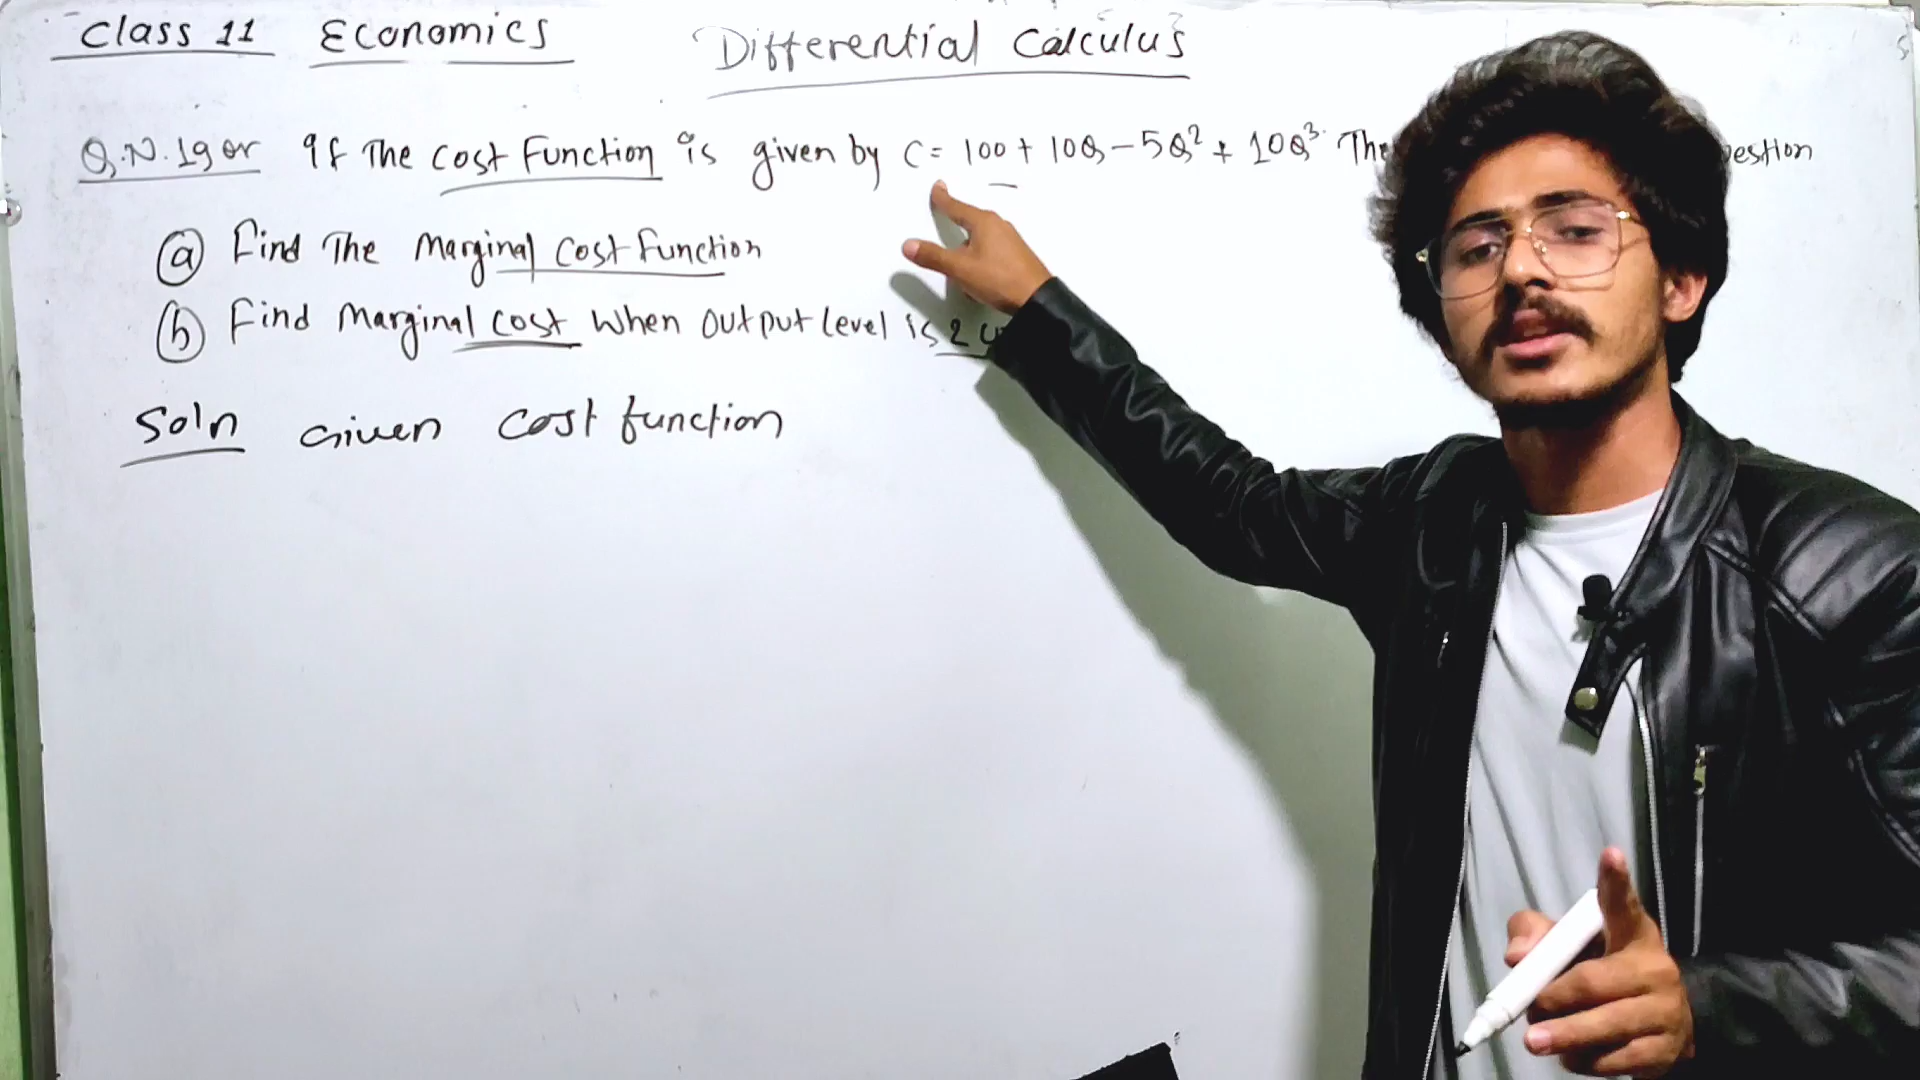 Class 11 Economics Differential Calculus
Q.N. 19 or If The Cost Function is given by C = 100 + 10Q - 5Q² + 10Q³
(a) Find The Marginal Cost Function
(b) Find Marginal Cost When Output Level is 2
Soln Given Cost function